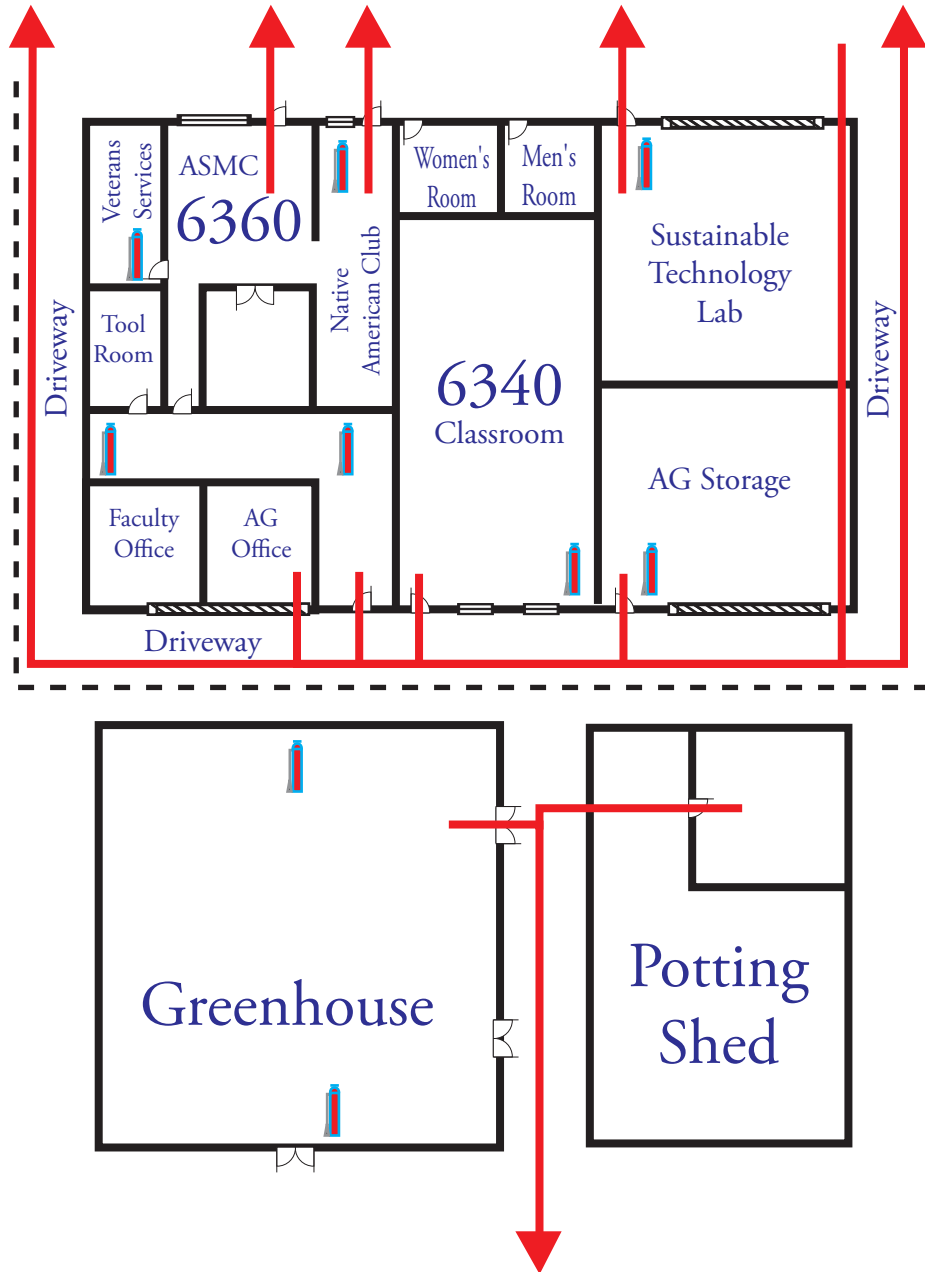 Veterans
Services
ASMC
6360
Women's
Room
Men's
Room
Sustainable
Technology
Lab
Native
American Club
Tool
Room
Driveway
Driveway
6340
Classroom
AG Storage
Faculty
Office
AG
Office
Driveway
Greenhouse
Potting
Shed